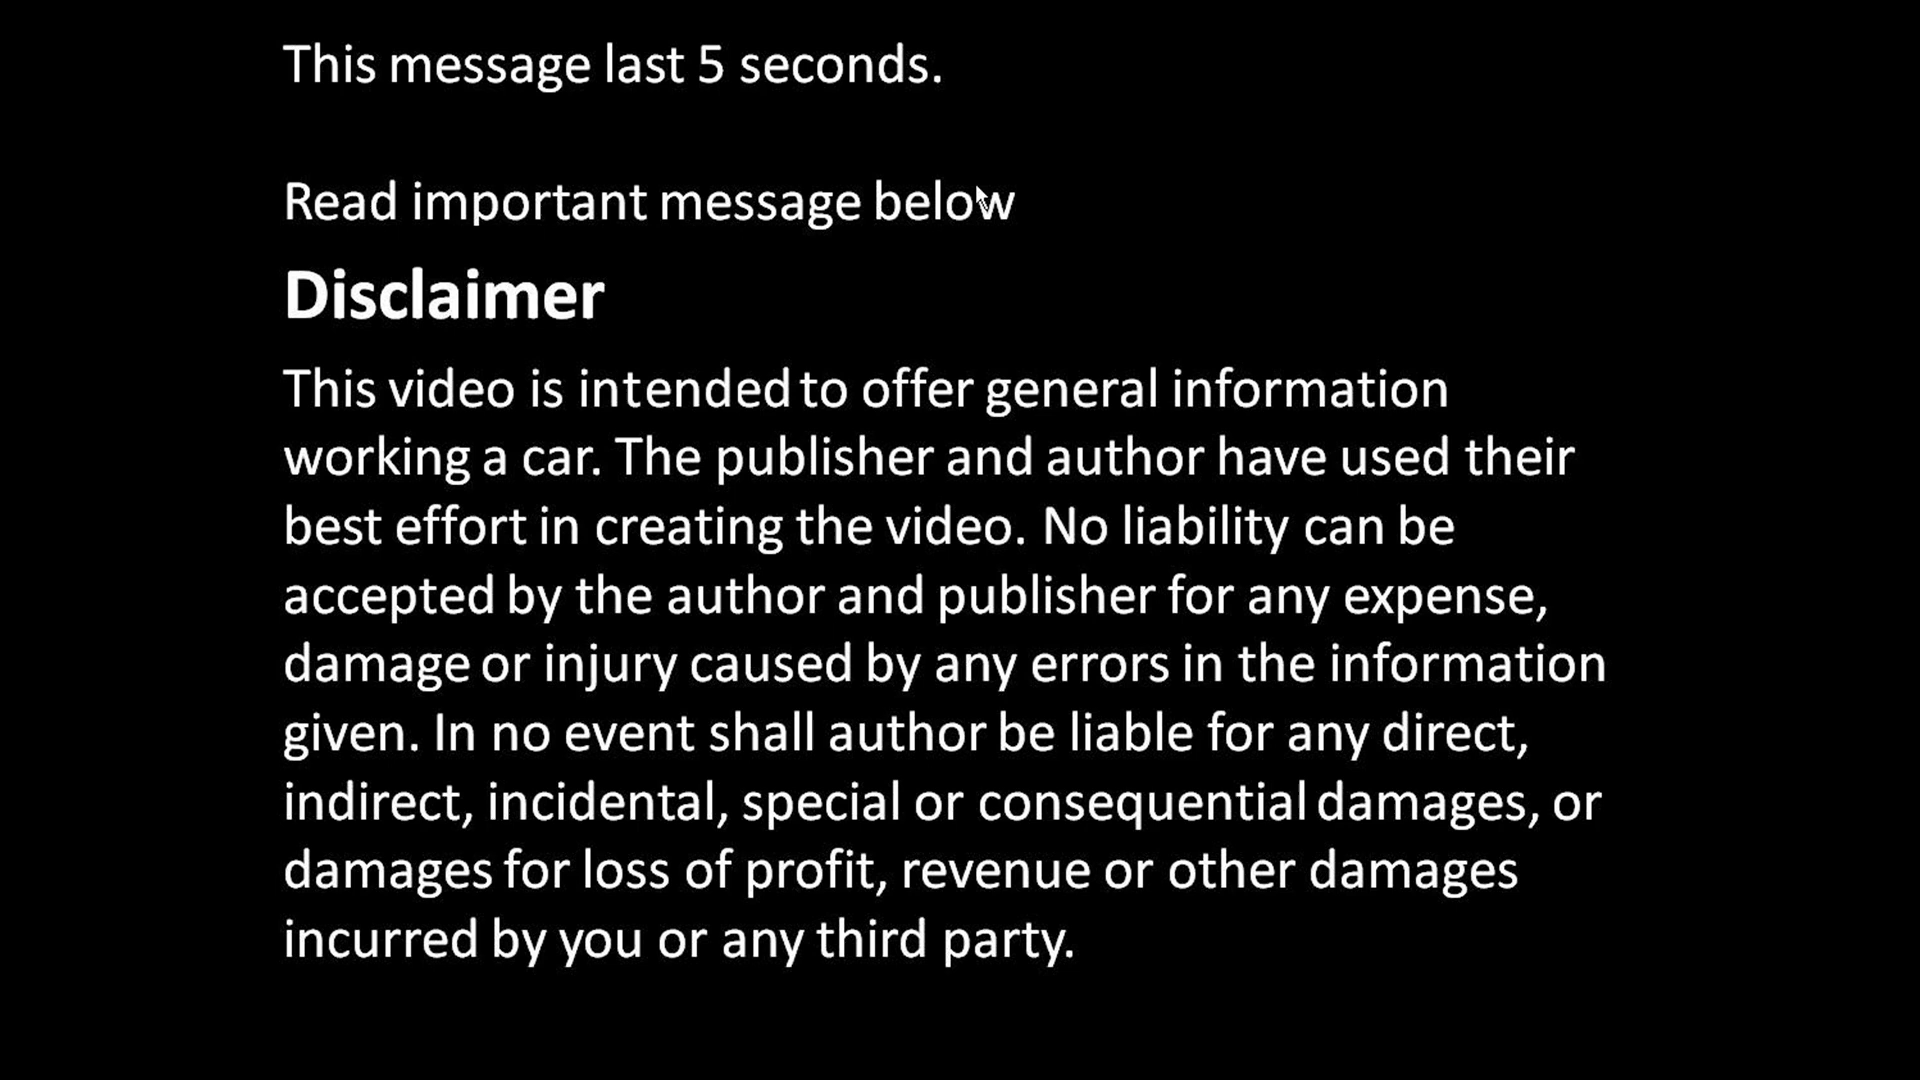 This message last 5 seconds.
Read important message below
Disclaimer
This video is intended to offer general information
working a car. The publisher and author have used their
best effort in creating the video. No liability can be
accepted by the author and publisher for any expense,
damage or injury caused by any errors in the information
given. In no event shall author be liable for any direct,
indirect, incidental, special or consequential damages, or
damages for loss of profit, revenue or other damages
incurred by you or any third party.